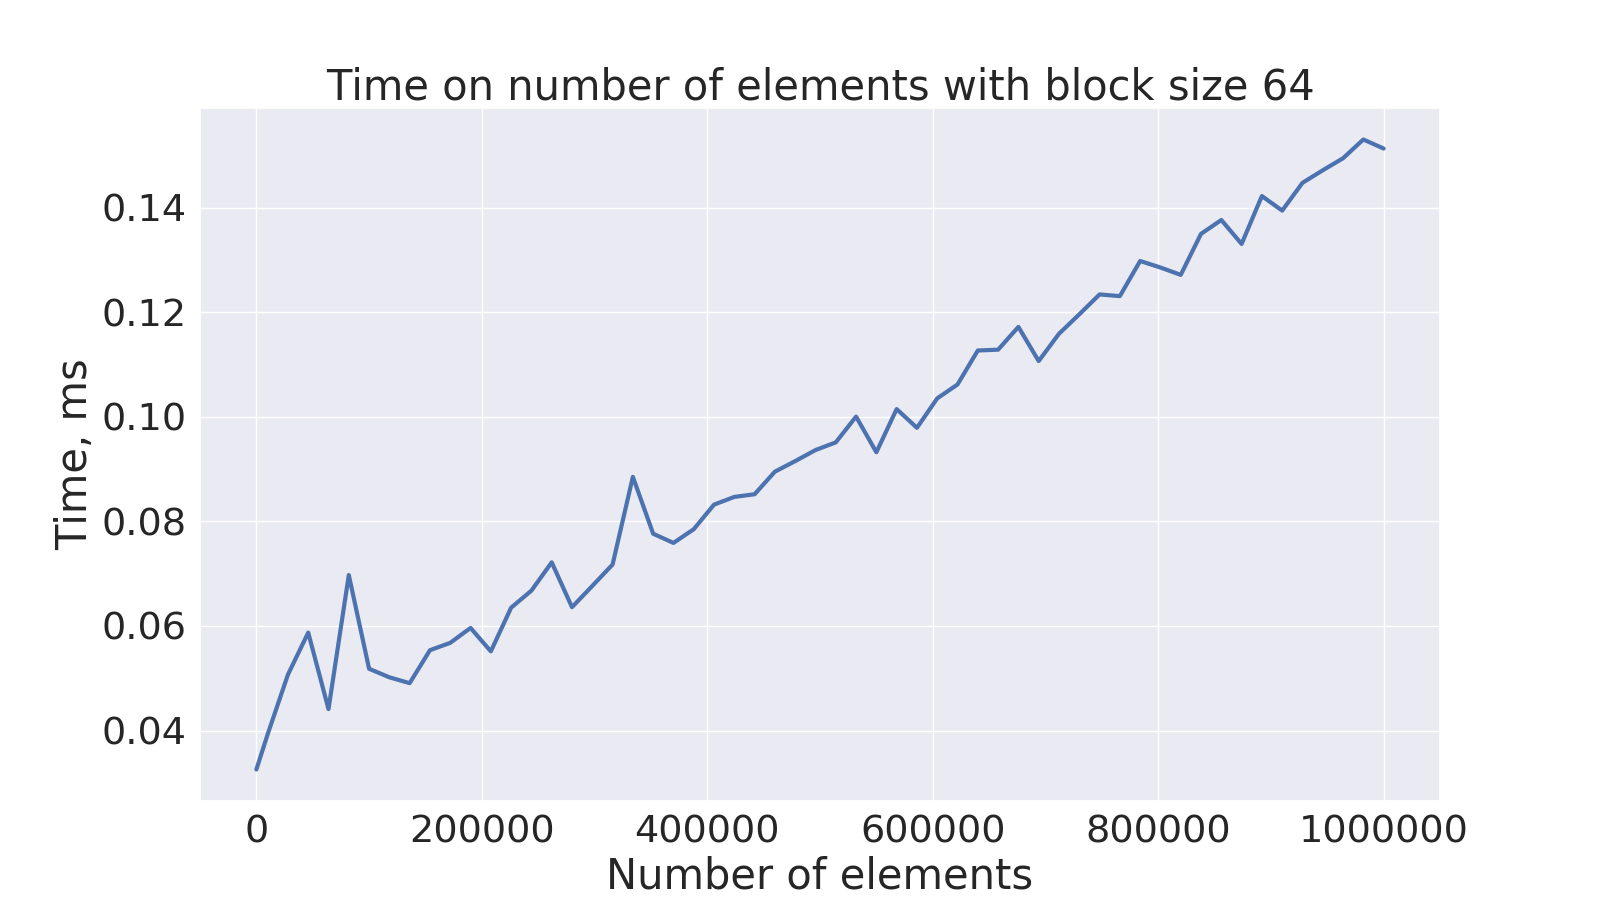 Time on number of elements with block size 64
0.14
0.12
0.10
0.08
0.06
0.04
Time, ms
0 200000 400000 600000 800000 1000000
Number of elements